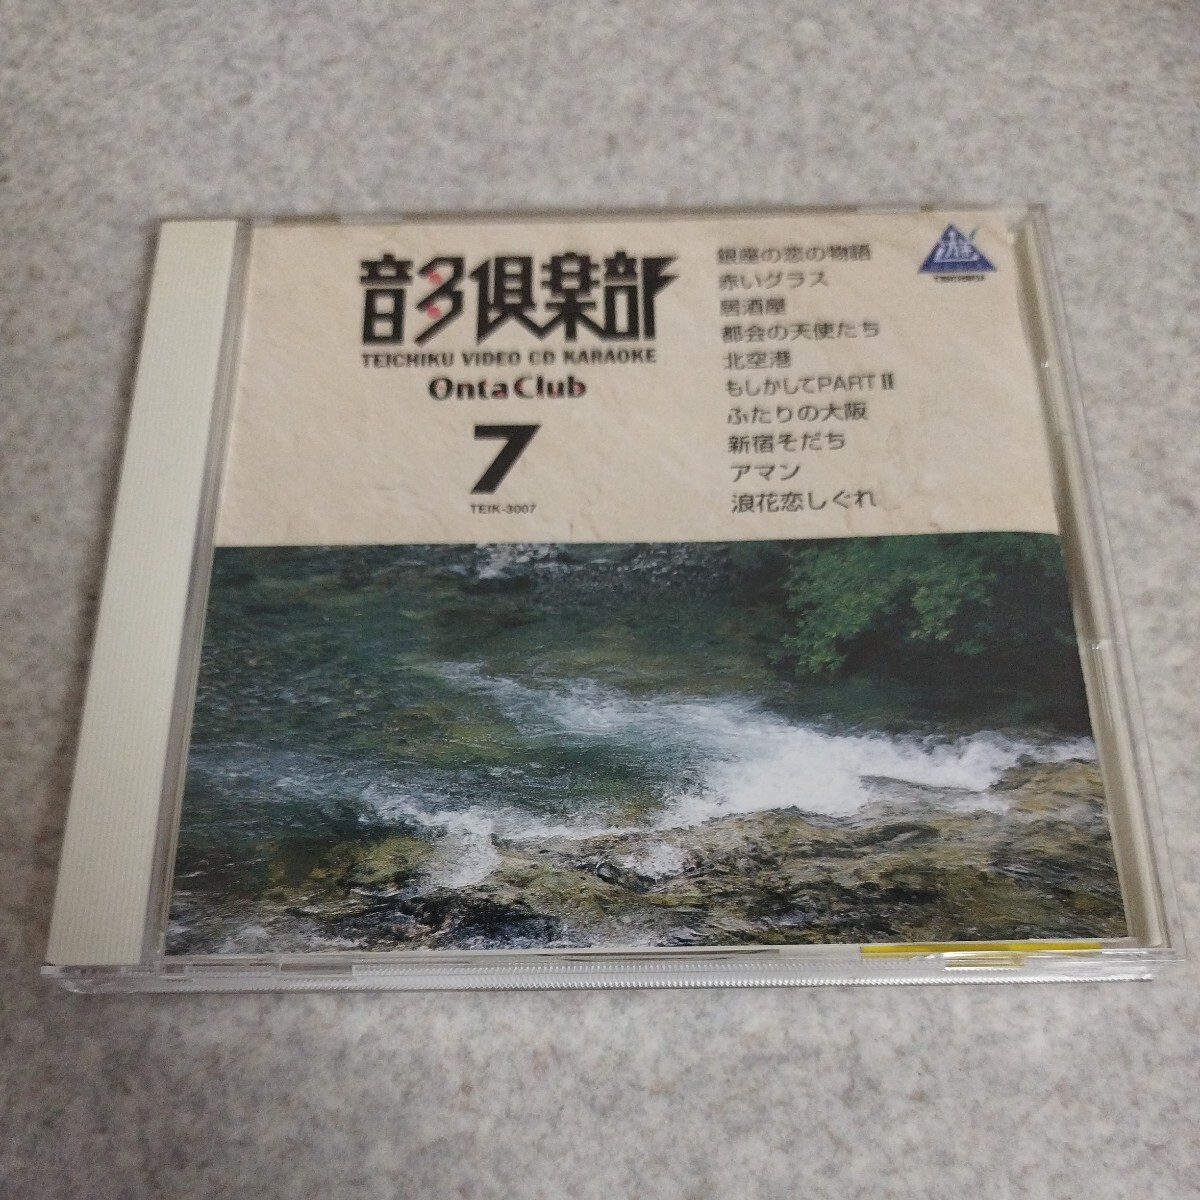 音多倶楽部
TEICHIKU VIDEO CD KARAOKE
Onta Club
7
TEIK-3007
銀座の恋の物語
赤いグラス
居酒屋
都会の天使たち
北空港
もしかしてPART II
ふたりの大阪
新宿そだち
アマン
浪花恋しぐれ
TEICHIKU